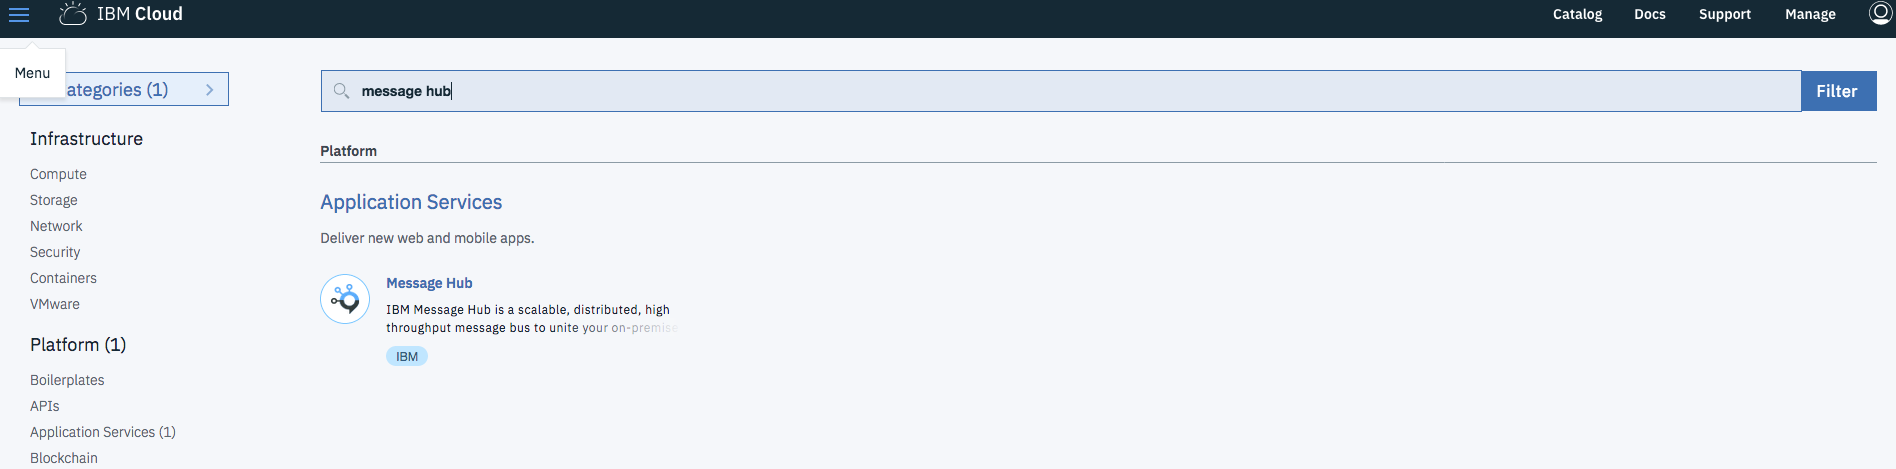 IBM Cloud
Catalog
Docs
Support
Manage
Menu
ategories (1)
message hub
Filter
Infrastructure
Compute
Storage
Network
Security
Containers
VMware
Platform (1)
Boilerplates
APIs
Application Services (1)
Blockchain
Platform
Application Services
Deliver new web and mobile apps.
Message Hub
IBM Message Hub is a scalable, distributed, high
throughput message bus to unite your on-premise
IBM